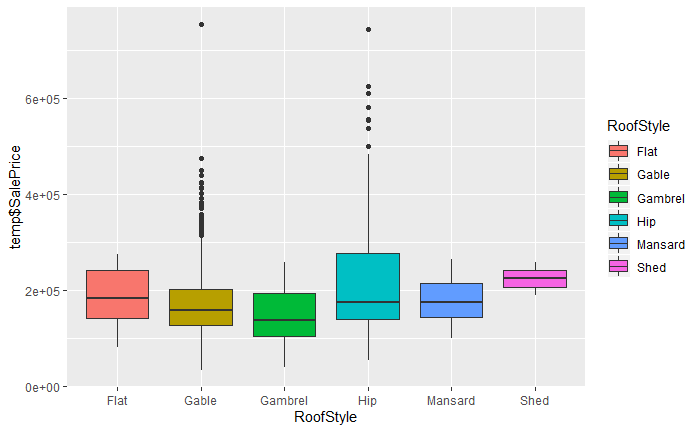 temp$SalePrice
6e+05
4e+05
2e+05
0e+00
Flat Gable Gambrel Hip Mansard Shed
RoofStyle
RoofStyle
Flat
Gable
Gambrel
Hip
Mansard
Shed